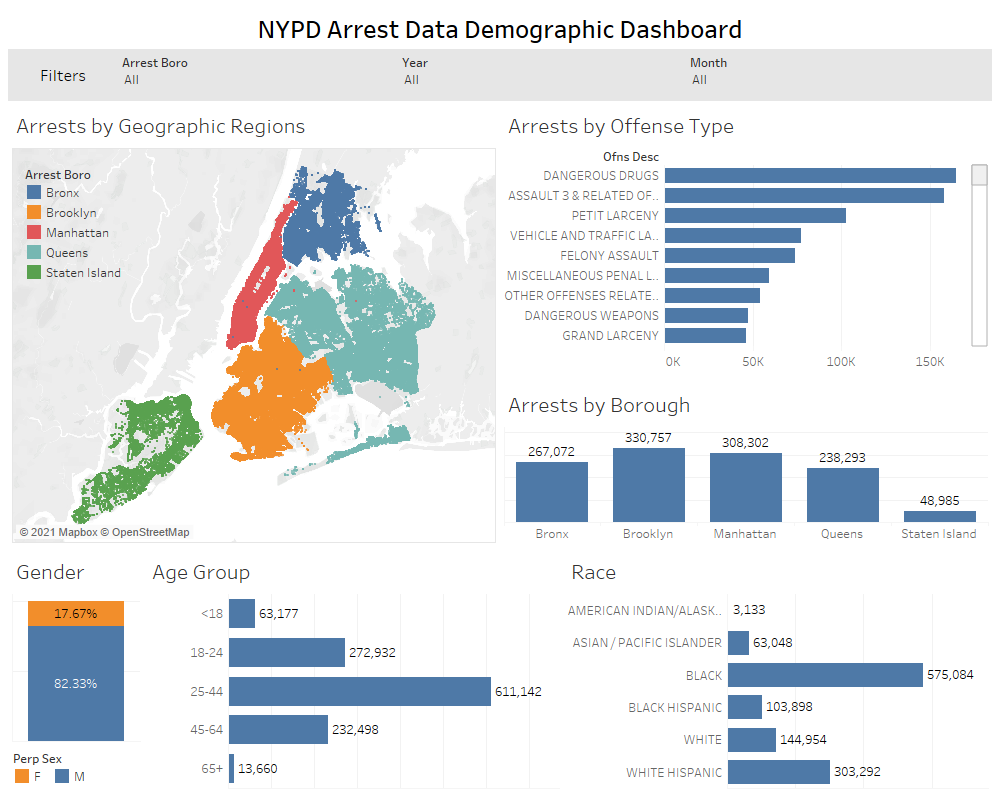 NYPD Arrest Data Demographic Dashboard
Filters
Arrest Boro
All
Year
All
Month
All
Arrests by Geographic Regions
Arrest Boro
Bronx
Brooklyn
Manhattan
Queens
Staten Island
© 2021 Mapbox © OpenStreetMap
Arrests by Offense Type
Ofns Desc
DANGEROUS DRUGS
ASSAULT 3 & RELATED OF..
PETIT LARCENY
VEHICLE AND TRAFFIC LA..
FELONY ASSAULT
MISCELLANEOUS PENAL L..
OTHER OFFENSES RELATE..
DANGEROUS WEAPONS
GRAND LARCENY
0K 50K 100K 150K
Arrests by Borough
267,072 330,757 308,302 238,293 48,985
Bronx Brooklyn Manhattan Queens Staten Island
Gender
17.67%
82.33%
Perp Sex
F M
Age Group
<18 63,177
18-24 272,932
25-44 611,142
45-64 232,498
65+ 13,660
Race
AMERICAN INDIAN/ALASK.. 3,133
ASIAN / PACIFIC ISLANDER 63,048
BLACK 575,084
BLACK HISPANIC 103,898
WHITE 144,954
WHITE HISPANIC 303,292